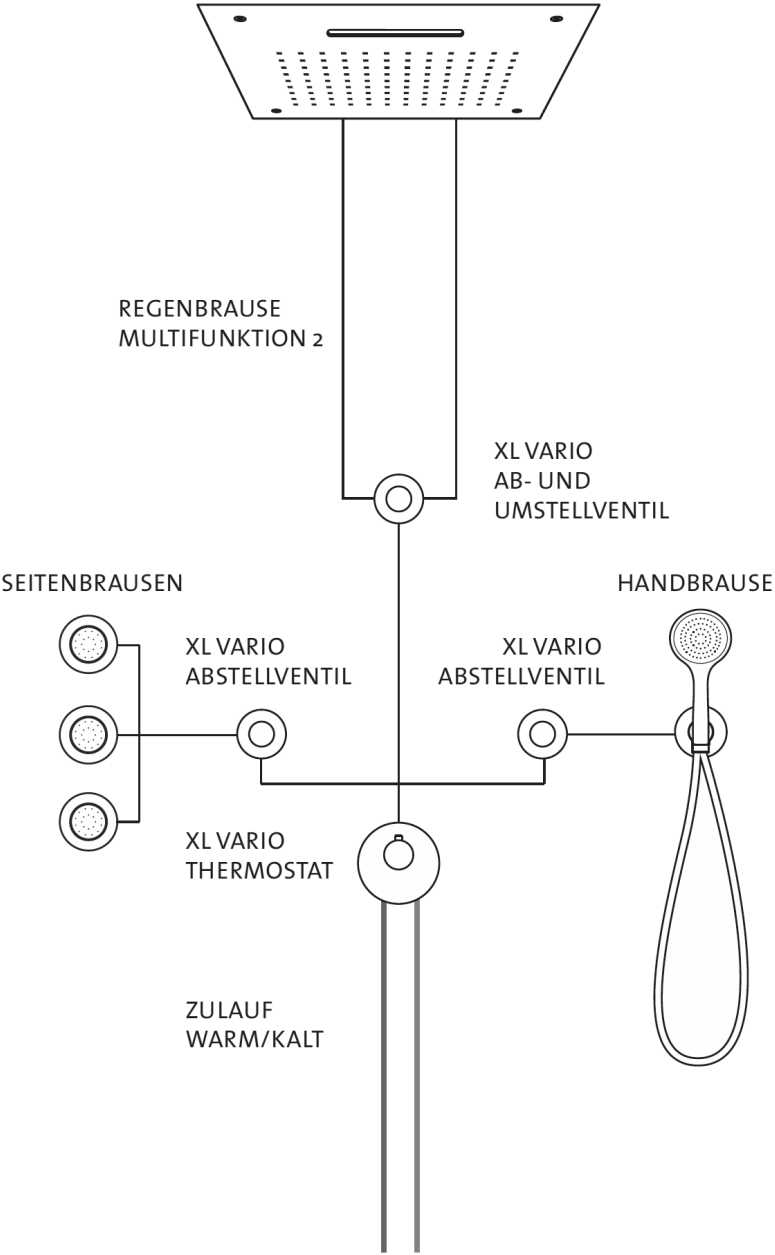 REGENBRAUSE
MULTIFUNKTION 2
XL VARIO
AB- UND
UMSTELLVENTIL
SEITENBRAUSEN
HANDBRAUSE
XL VARIO
ABSTELLVENTIL
XL VARIO
ABSTELLVENTIL
XL VARIO
THERMOSTAT
ZULAUF
WARM/KALT